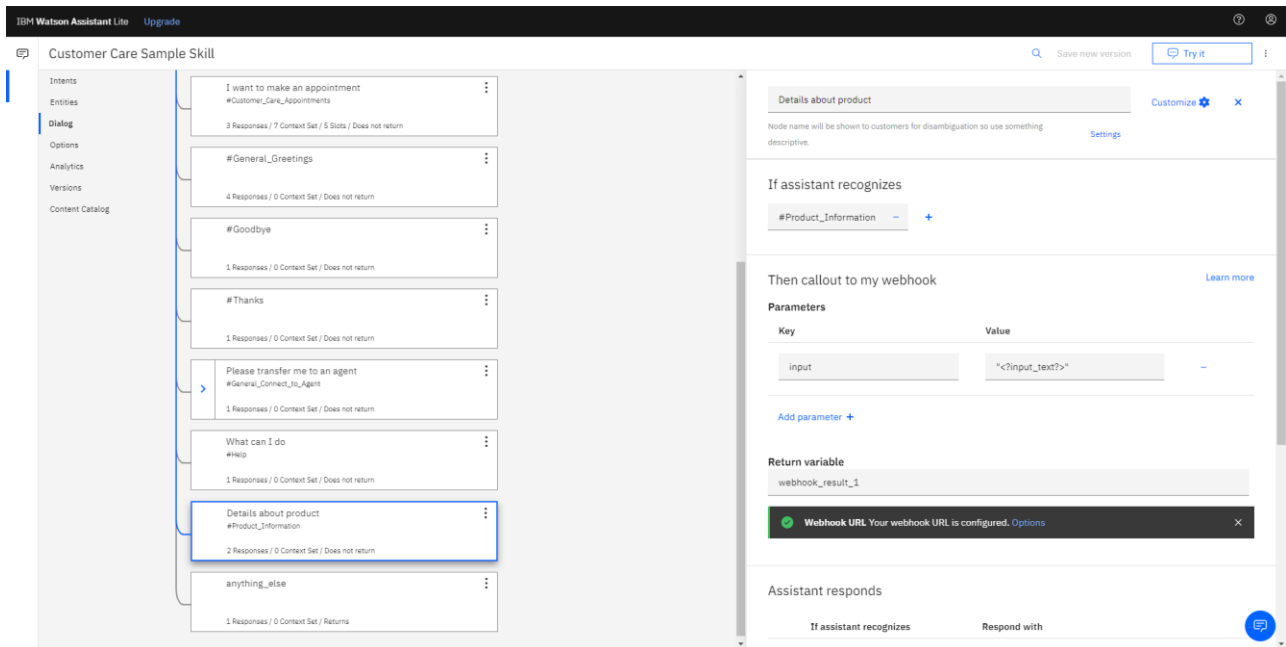 IBM Watson Assistant Lite Upgrade
Customer Care Sample Skill
Save new version
Try it
Intents
Entities
Dialog
Options
Analytics
Versions
Content Catalog
I want to make an appointment
#Customer_Care_Appointments
3 Responses / 7 Context Set / 5 Slots / Does not return
#General_Greetings
4 Responses / 0 Context Set / Does not return
#Goodbye
1 Responses / 0 Context Set / Does not return
#Thanks
1 Responses / 0 Context Set / Does not return
Please transfer me to an agent
#General_Connect_to_Agent
1 Responses / 0 Context Set / Does not return
What can I do
#Help
1 Responses / 0 Context Set / Does not return
Details about product
#Product_Information
2 Responses / 0 Context Set / Does not return
anything_else
1 Responses / 0 Context Set / Returns
Details about product
Customize
Node name will be shown to customers for disambiguation so use something
descriptive.
Settings
If assistant recognizes
#Product_Information
Then callout to my webhook
Learn more
Parameters
Key Value
input "<?input_text?>"
Add parameter +
Return variable
webhook_result_1
Webhook URL Your webhook URL is configured. Options
Assistant responds
If assistant recognizes Respond with